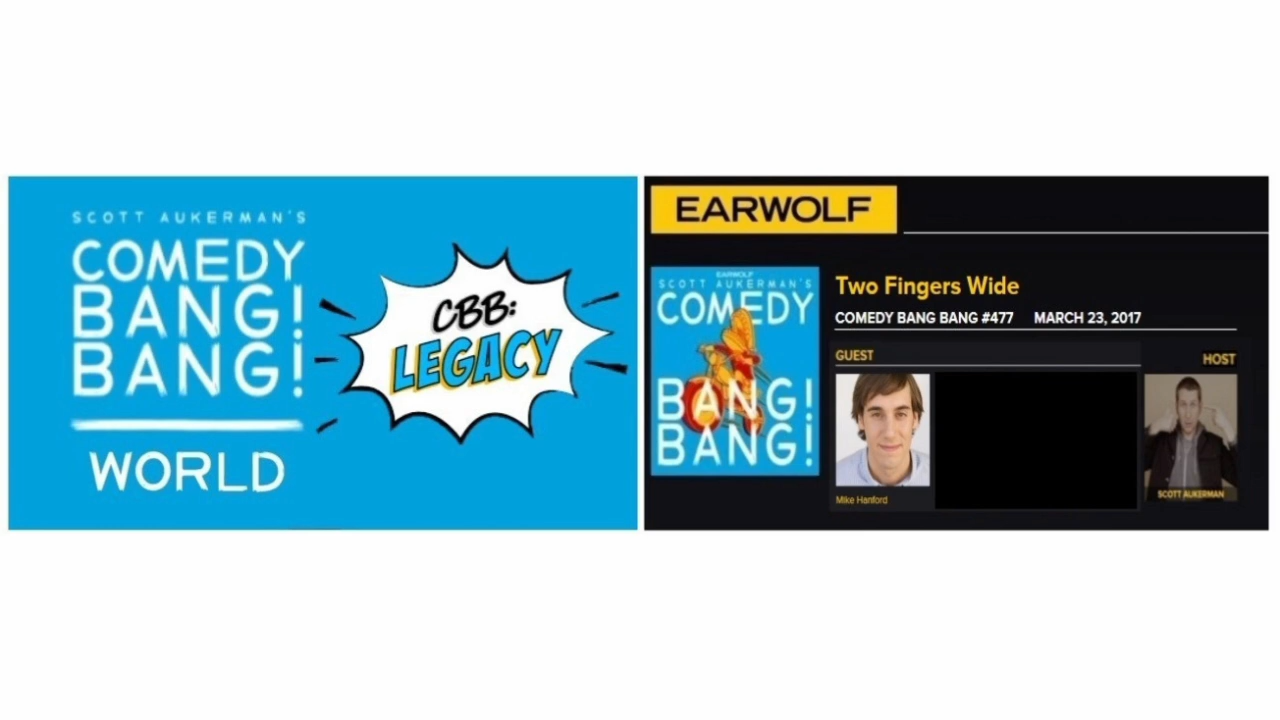 SCOTT AUKERMAN'S
COMEDY
BANG!
BANG!
WORLD
CBB:
LEGACY
EARWOLF
EARWOLF
SCOTT AUKERMAN'S
COMEDY
BANG!
BANG!
Two Fingers Wide
COMEDY BANG BANG #477 MARCH 23, 2017
GUEST
HOST
Mike Hanford
SCOTT AUKERMAN